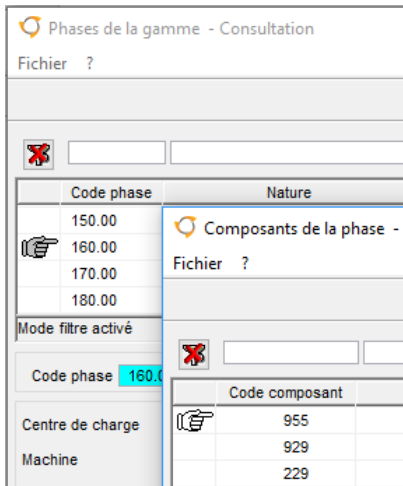 Phases de la gamme - Consultation
Fichier ?
Code phase Nature
150.00
160.00
170.00
180.00
Mode filtre activé
Code phase
Centre de charge
Machine
Composants de la phase -
Fichier ?
Code composant
955
929
229